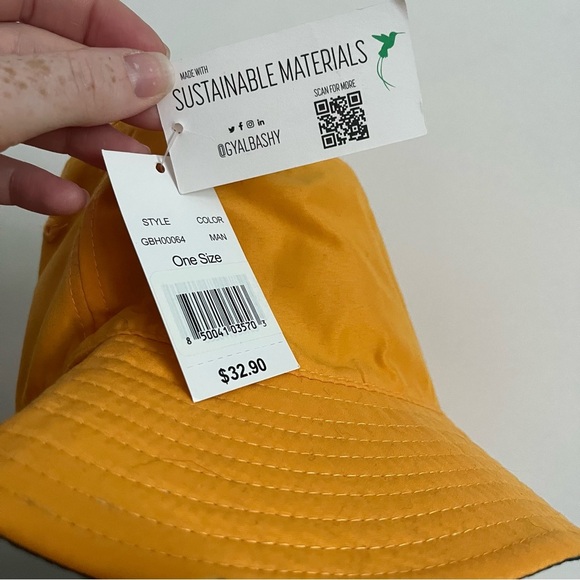 MADE WITH
SUSTAINABLE MATERIALS
SCAN FOR MORE
@GYALBASHY
STYLE COLOR
GBH00064 MAN
One Size
8 50041 03570 3
$32.90